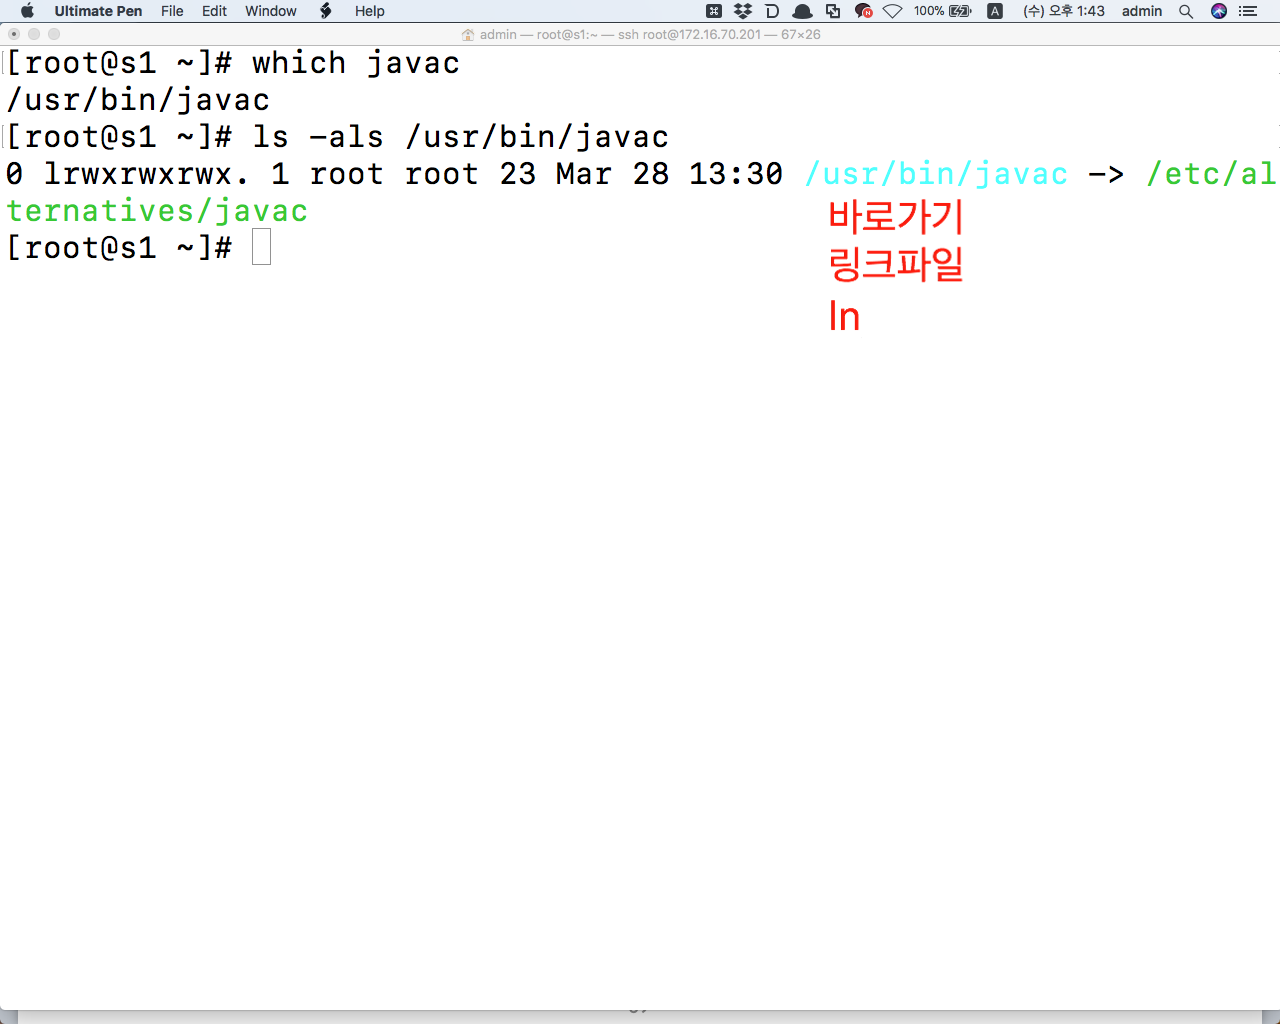 Ultimate Pen File Edit Window Help 100% A (수) 오후 1:43 admin
admin — root@s1:~ — ssh root@172.16.70.201 — 67×26
[root@s1 ~]# which javac
/usr/bin/javac
[root@s1 ~]# ls -als /usr/bin/javac
0 lrwxrwxrwx. 1 root root 23 Mar 28 13:30 /usr/bin/javac -> /etc/al
ternatives/javac
바로가기
[root@s1 ~]#
링크파일
ln